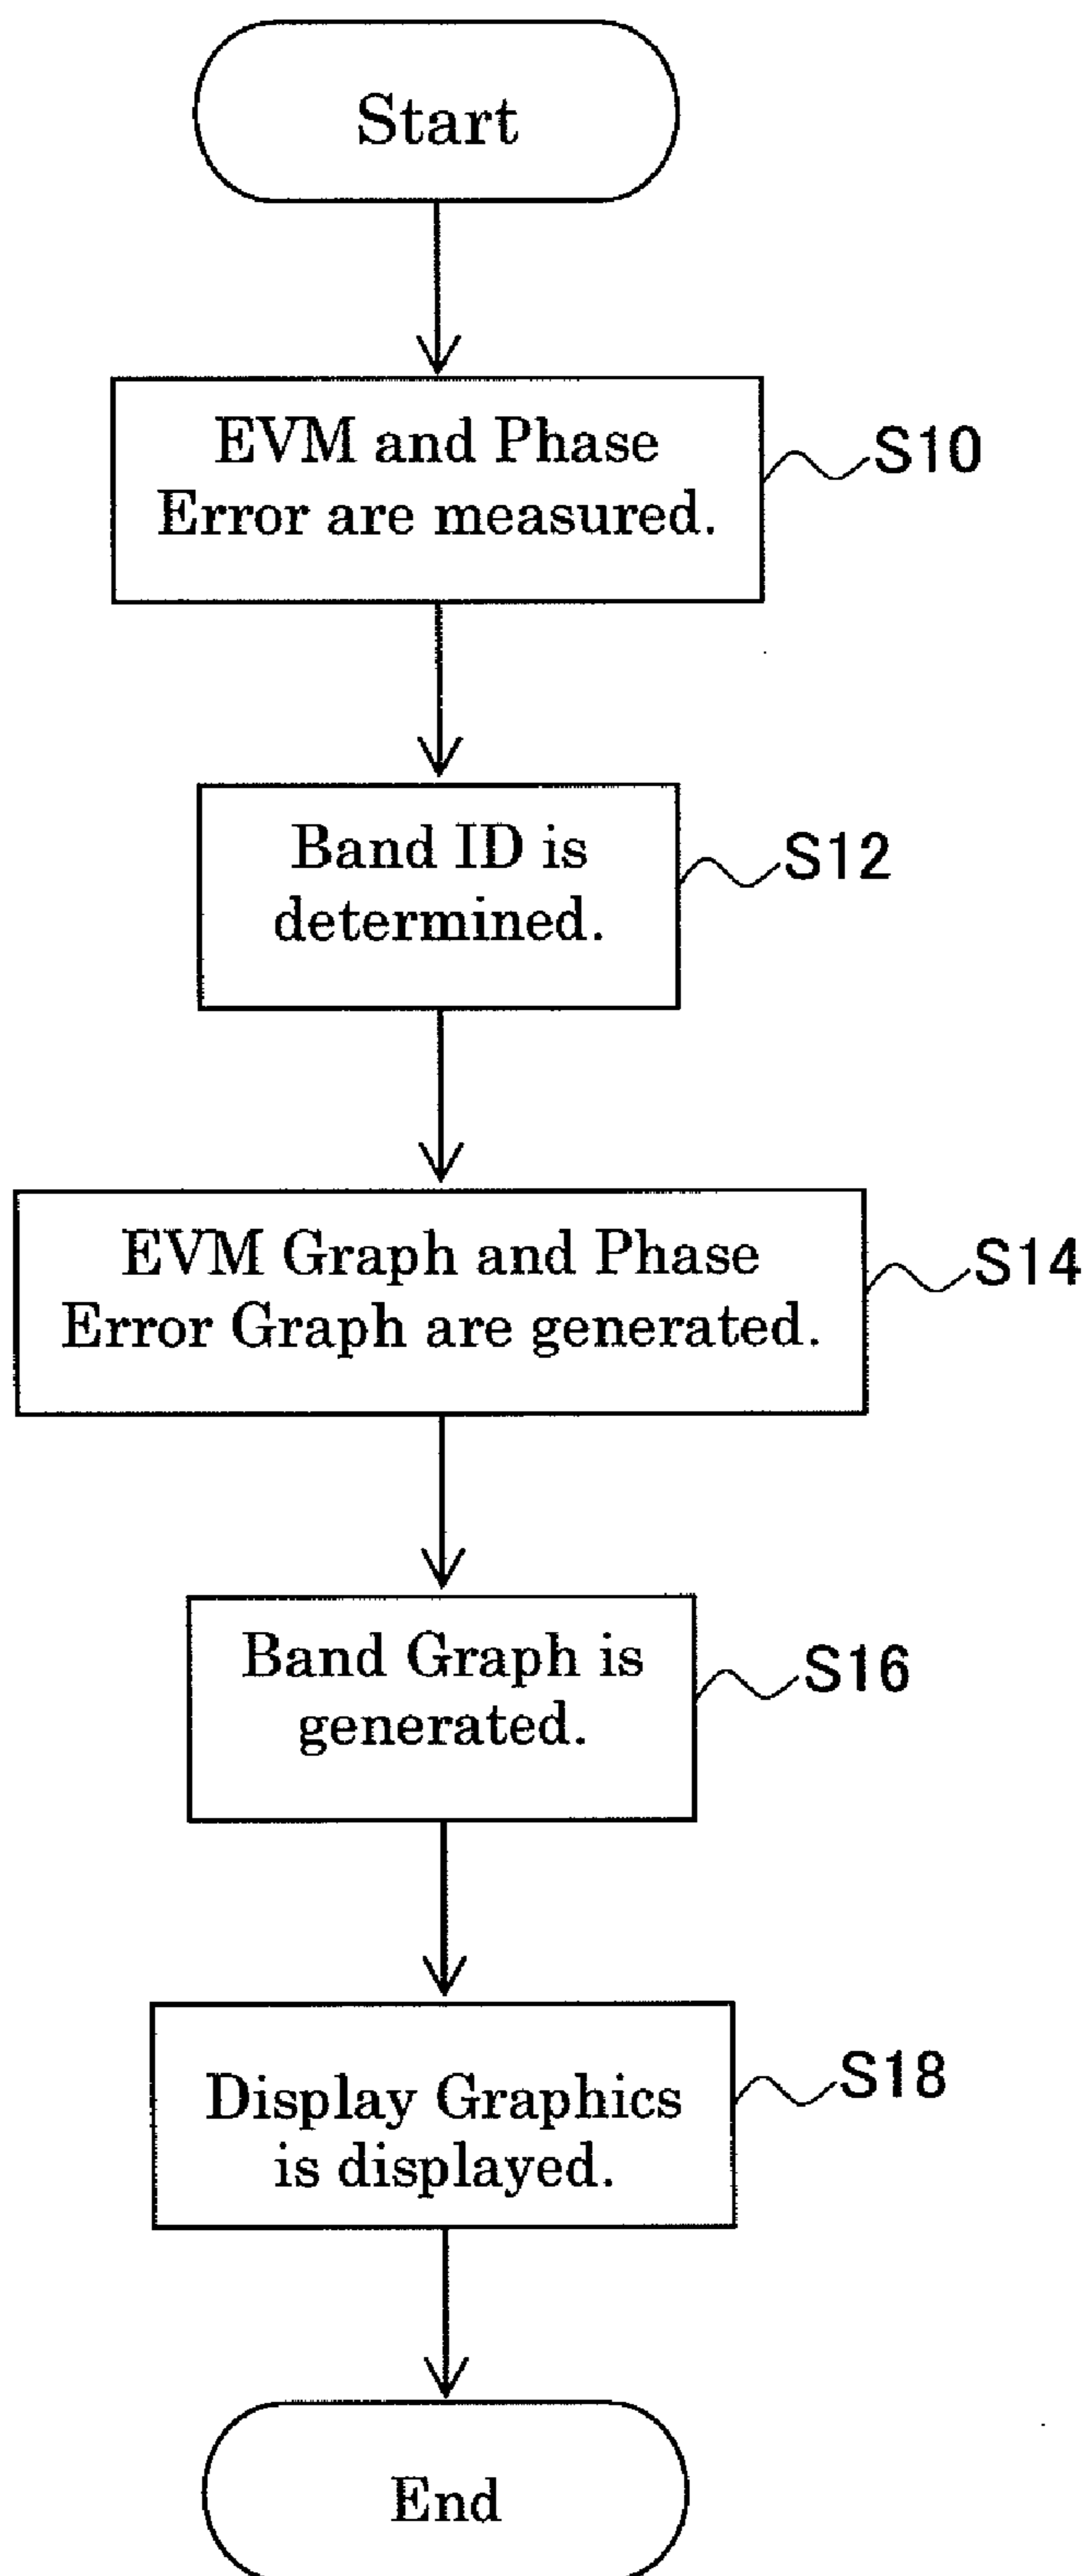 Start
EVM and Phase
Error are measured.
S10
Band ID is
determined.
S12
EVM Graph and Phase
Error Graph are generated.
S14
Band Graph is
generated.
S16
Display Graphics
is displayed.
S18
End